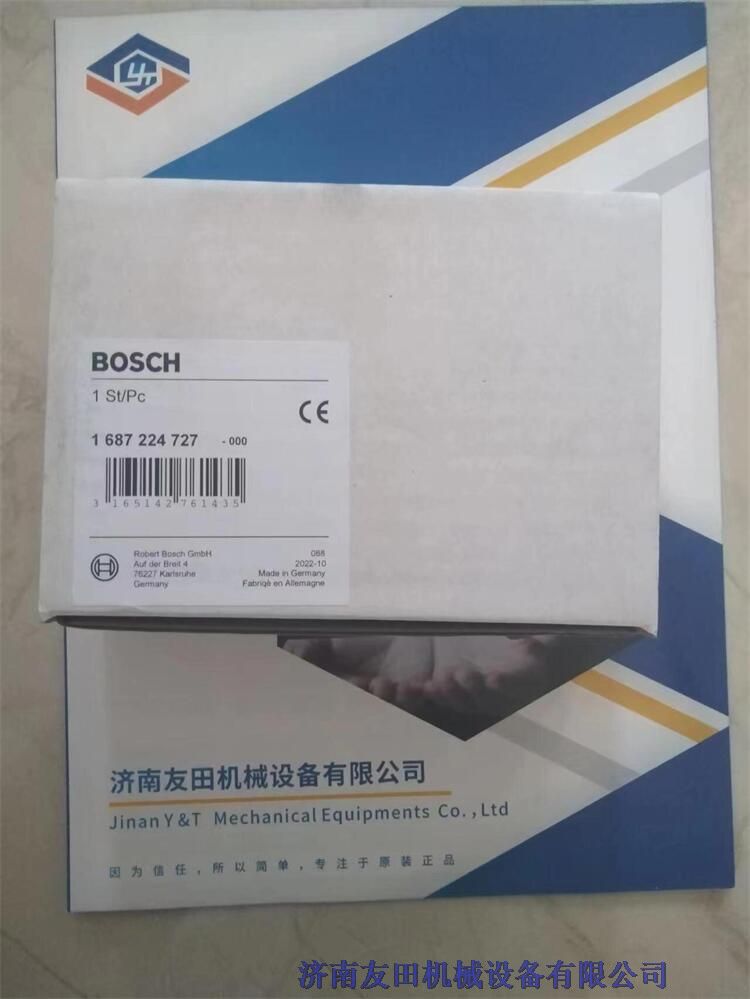 YT
BOSCH
1 St/Pc
CE
1 687 224 727 - 000
3 165142 761435
Robert Bosch GmbH
Auf der Breit 4
76227 Karlsruhe
Germany
068
2022-10
Made in Germany
Fabriqè en Allemagne
济南友田机械设备有限公司
Jinan Y&T Mechanical Equipments Co.,Ltd
因为信任，所以简单，专注于原装正品
济南友田机械设备有限公司